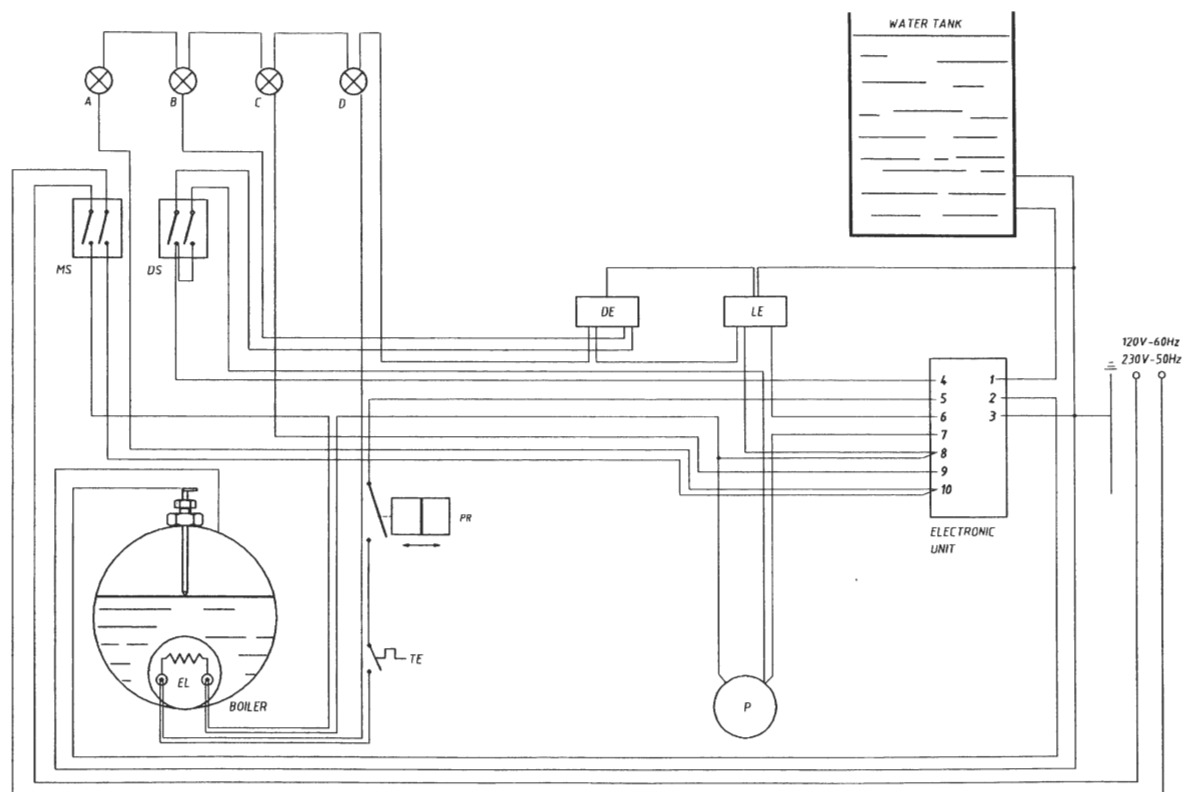 WATER TANK
A
B
C
D
MS
DS
DE
LE
120V-60Hz
230V-50Hz
4
1
5
2
6
3
7
8
9
10
ELECTRONIC
UNIT
PR
TE
EL
BOILER
P